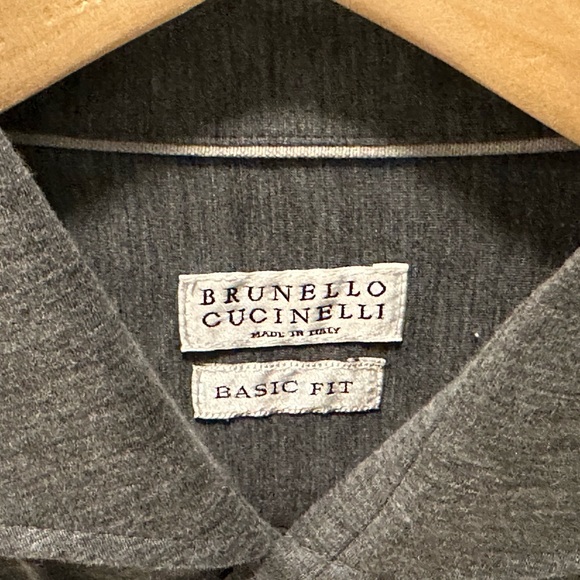 BRUNELLO
CUCINELLI
MADE IN ITALY
BASIC FIT